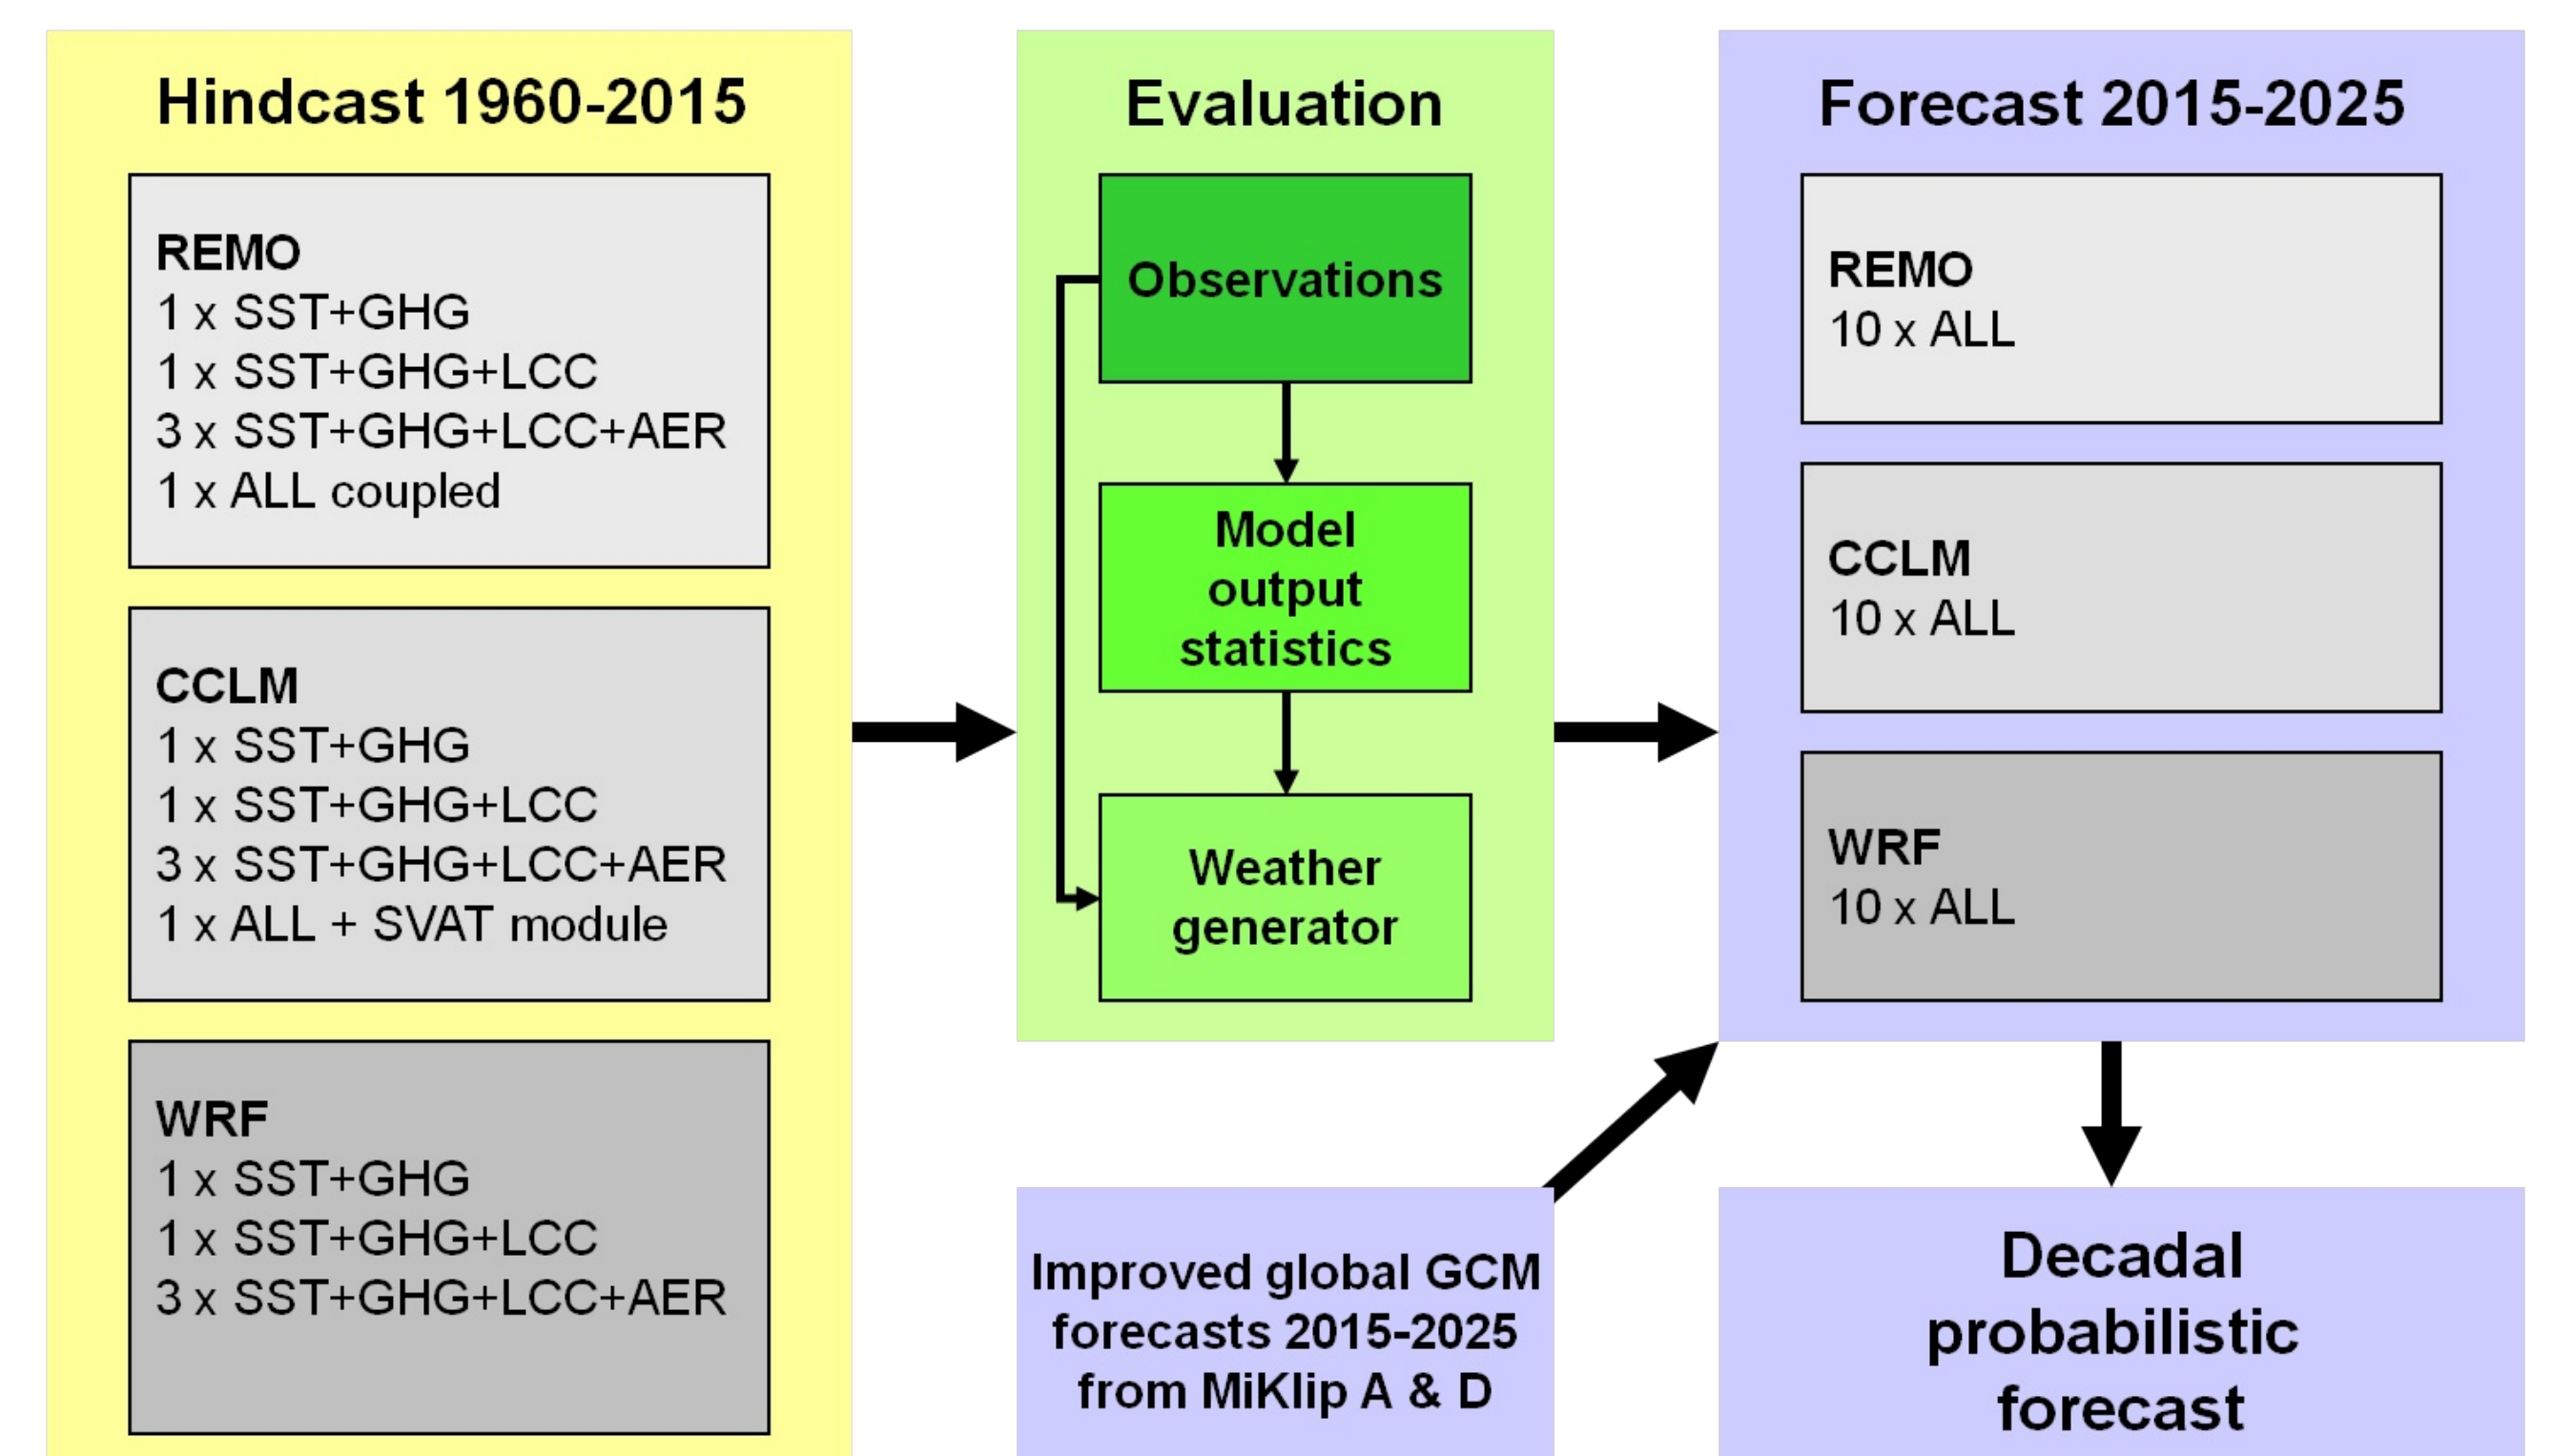 Hindcast 1960-2015
REMO
1 x SST+GHG
1 x SST+GHG+LCC
3 x SST+GHG+LCC+AER
1 x ALL coupled
CCLM
1 x SST+GHG
1 x SST+GHG+LCC
3 x SST+GHG+LCC+AER
1 x ALL + SVAT module
WRF
1 x SST+GHG
1 x SST+GHG+LCC
3 x SST+GHG+LCC+AER
Evaluation
Observations
Model
output
statistics
Weather
generator
Forecast 2015-2025
REMO
10 x ALL
CCLM
10 x ALL
WRF
10 x ALL
Improved global GCM
forecasts 2015-2025
from MiKlip A & D
Decadal
probabilistic
forecast